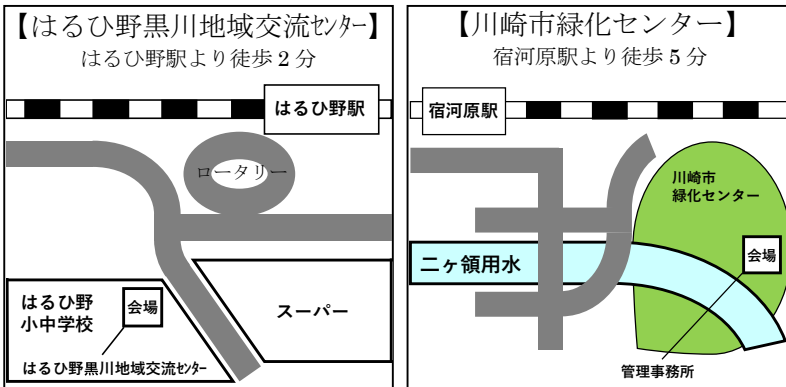 【はるひ野黒川地域交流ｾﾝﾀｰ】
はるひ野駅より徒歩２分
はるひ野駅
ロータリー
はるひ野
小中学校
会場
スーパー
はるひ野黒川地域交流ｾﾝﾀｰ
【川崎市緑化センター】
宿河原駅より徒歩５分
宿河原駅
川崎市
緑化センター
会場
二ヶ領用水
管理事務所